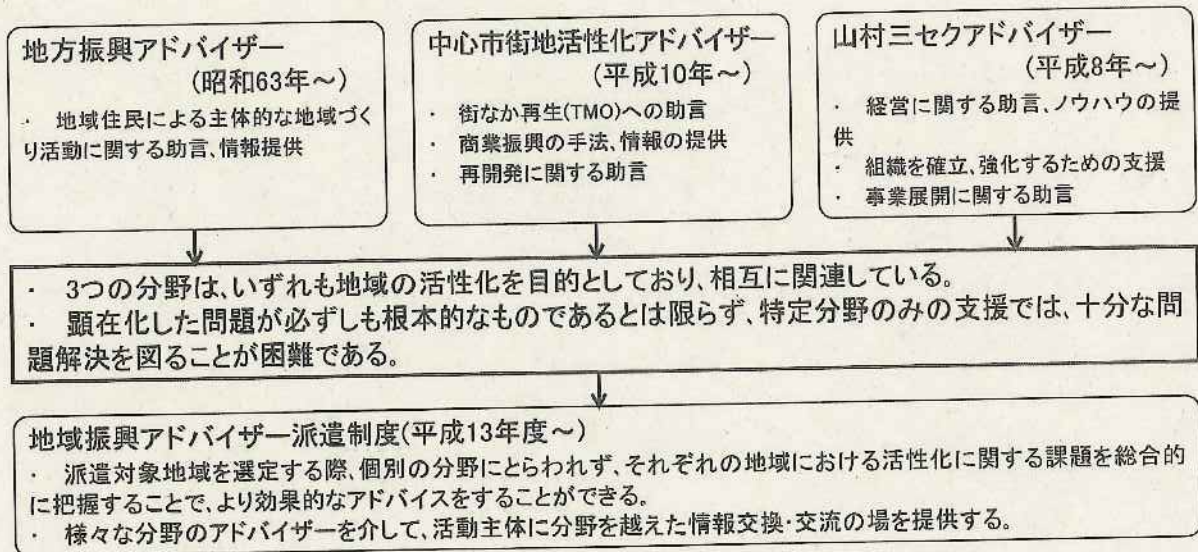 地方振興アドバイザー
(昭和63年～)
・ 地域住民による主体的な地域づく
り活動に関する助言、情報提供
中心市街地活性化アドバイザー
(平成10年～)
・ 街なか再生(TMO)への助言
・ 商業振興の手法、情報の提供
・ 再開発に関する助言
山村三セクアドバイザー
(平成8年～)
・ 経営に関する助言、ノウハウの提
供
・ 組織を確立、強化するための支援
・ 事業展開に関する助言
・ 3つの分野は、いずれも地域の活性化を目的としており、相互に関連している。
・ 顕在化した問題が必ずしも根本的なものであるとは限らず、特定分野のみの支援では、十分な問
題解決を図ることが困難である。
地域振興アドバイザー派遣制度(平成13年度～)
・ 派遣対象地域を選定する際、個別の分野にとらわれず、それぞれの地域における活性化に関する課題を総合的
に把握することで、より効果的なアドバイスをすることができる。
・ 様々な分野のアドバイザーを介して、活動主体に分野を越えた情報交換・交流の場を提供する。